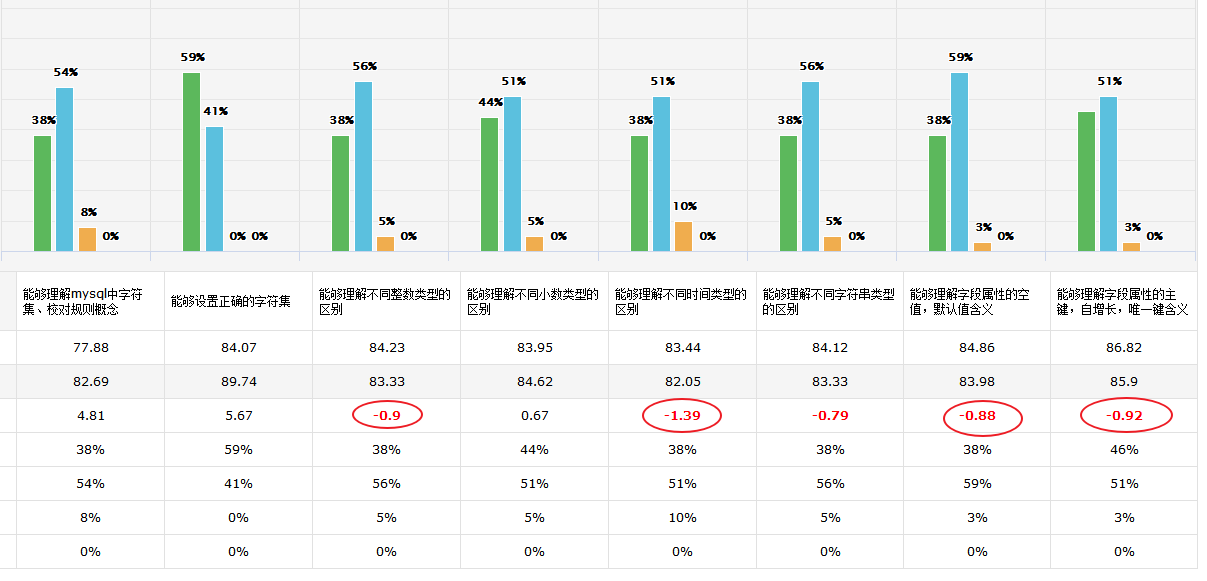 59%
59%
54%
56%
56%
51%
51%
51%
44%
41%
38%
38%
38%
38%
38%
10%
8%
5%
5%
5%
3%
3%
0%
0% 0%
0%
0%
0%
0%
0%
0%
能够理解mysql中字符
集、校对规则概念
能够设置正确的字符集
能够理解不同整数类型的
区别
能够理解不同小数类型的
区别
能够理解不同时间类型的
区别
能够理解不同字符串类型
的区别
能够理解字段属性的空
值，默认值含义
能够理解字段属性的主
键，自增长，唯一键含义
77.88 84.07 84.23 83.95 83.44 84.12 84.86 86.82
82.69 89.74 83.33 84.62 82.05 83.33 83.98 85.9
4.81 5.67 -0.9 0.67 -1.39 -0.79 -0.88 -0.92
38% 59% 38% 44% 38% 38% 38% 46%
54% 41% 56% 51% 51% 56% 59% 51%
8% 0% 5% 5% 10% 5% 3% 3%
0% 0% 0% 0% 0% 0% 0% 0%